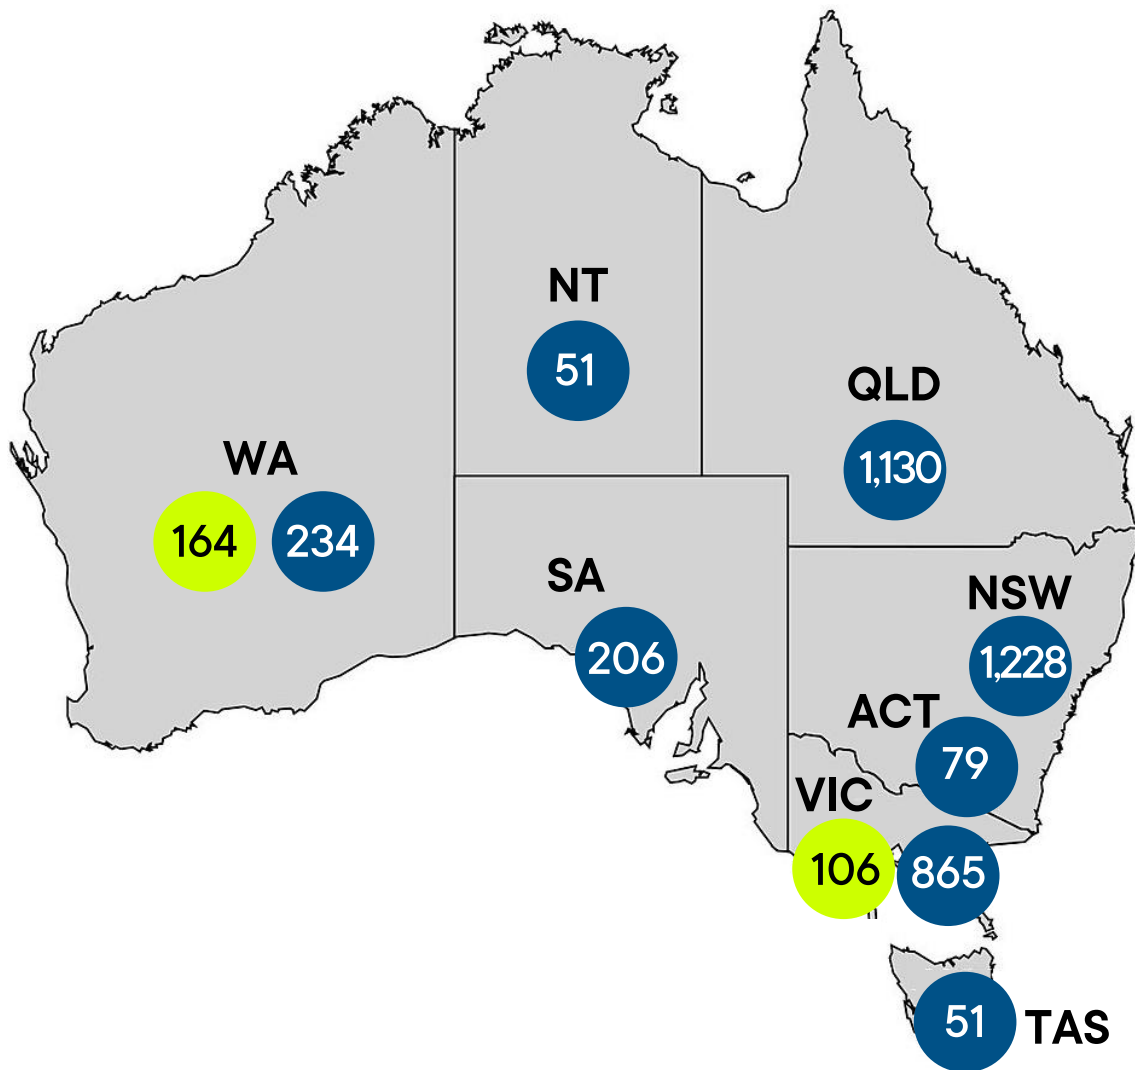 NT
51
QLD
1,130
WA
164 234
SA
206
NSW
1,228
ACT
79
VIC
106 865
51 TAS